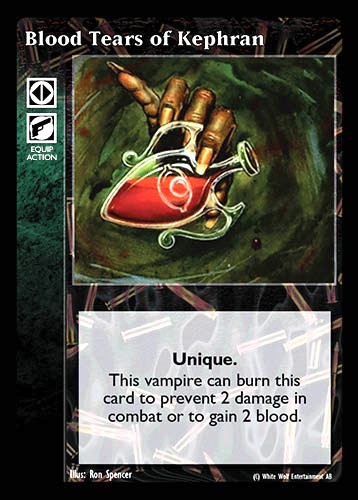 Blood Tears of Kephran
EQUIP
ACTION
Unique.
This vampire can burn this
card to prevent 2 damage in
combat or to gain 2 blood.
Illus: Ron Spencer
(C) White Wolf Entertainment AB